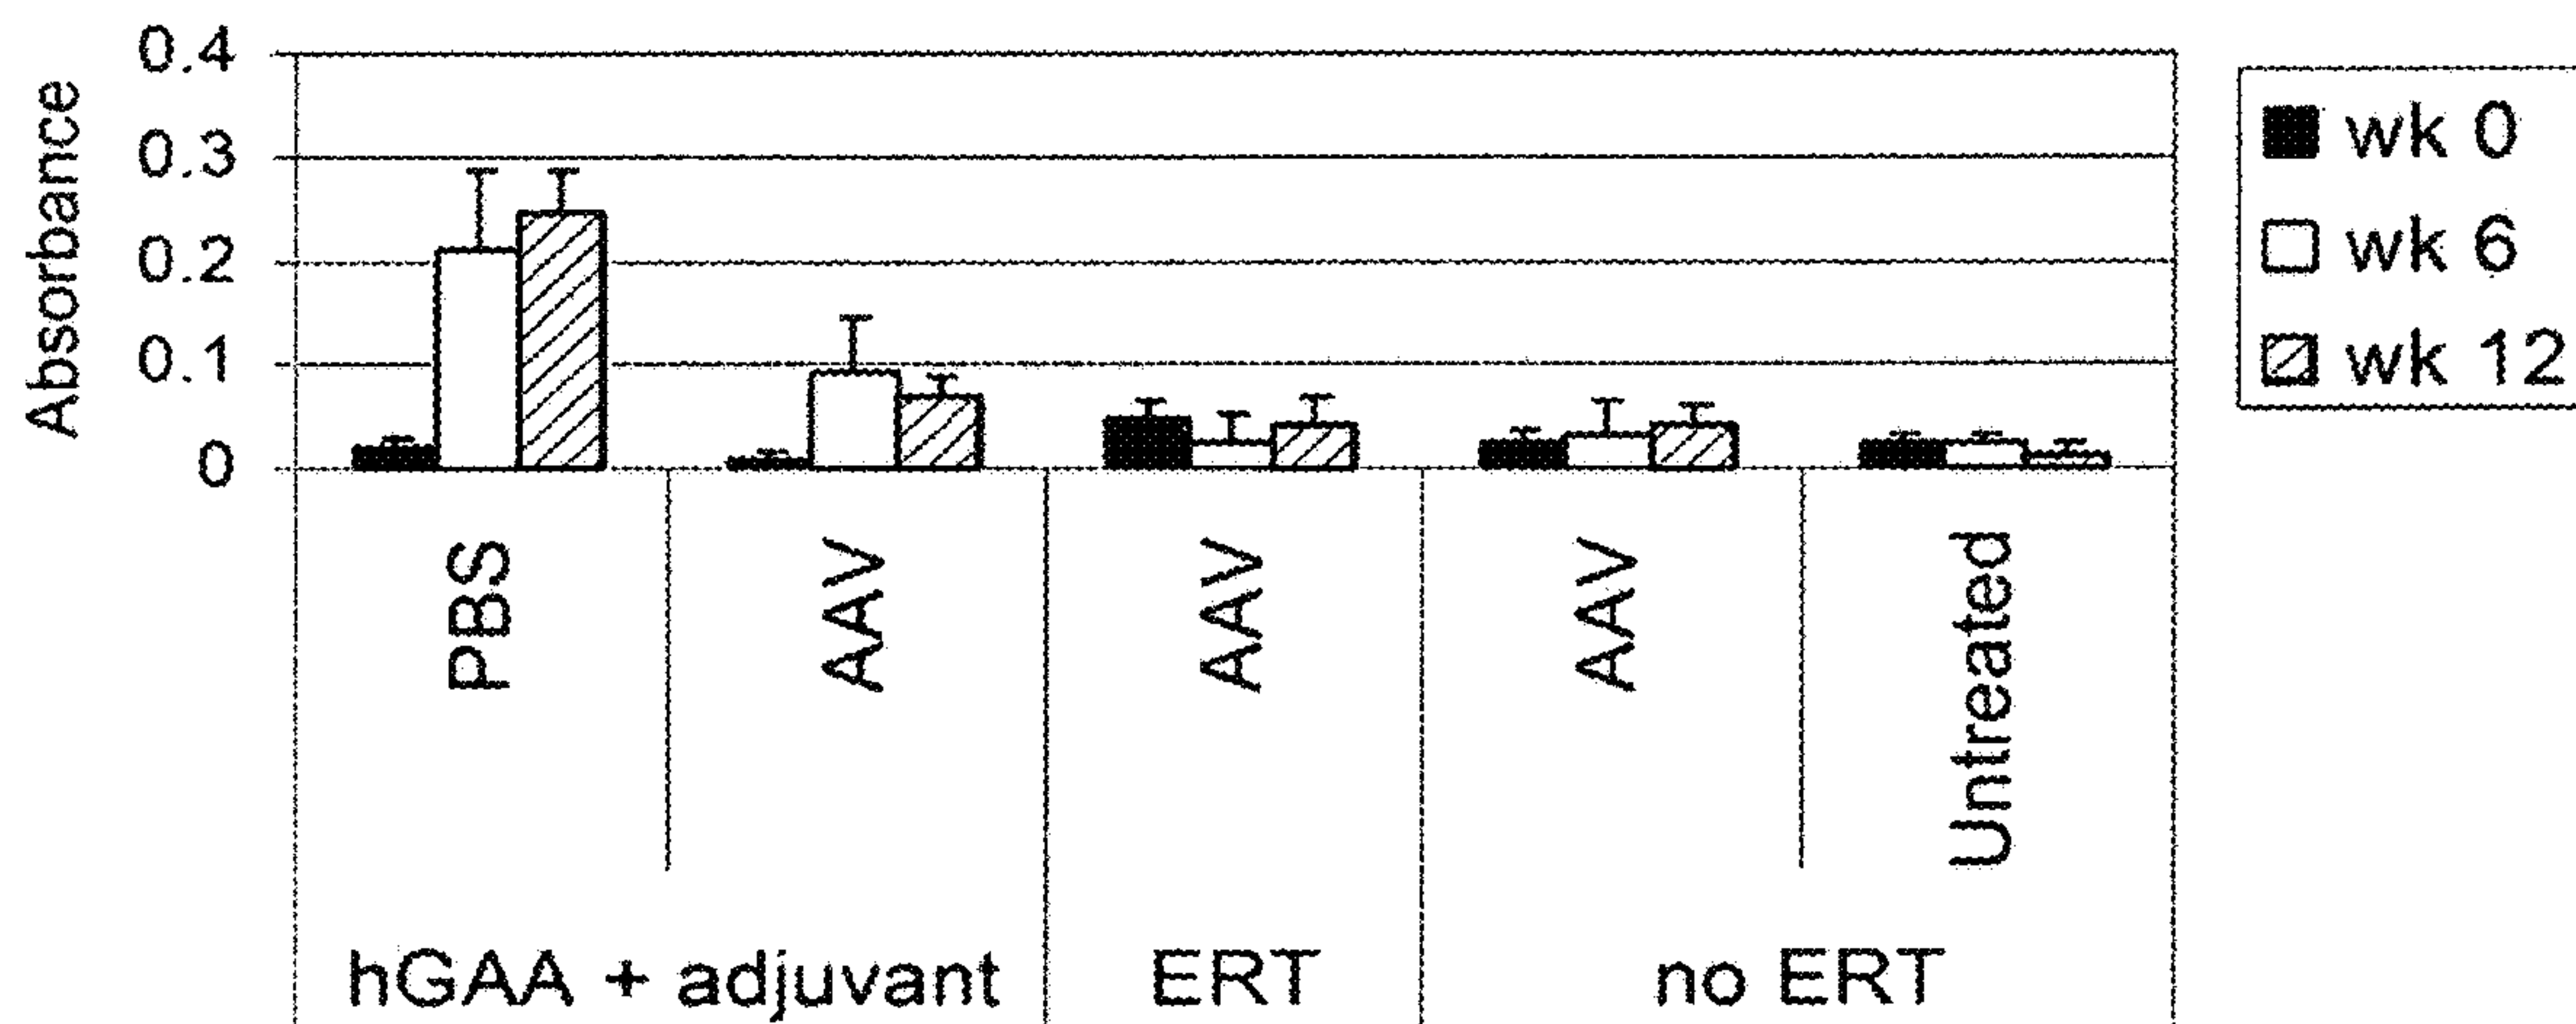 Absorbance
0.4
0.3
0.2
0.1
0
wk 0
wk 6
wk 12
PBS
AAV
AAV
AAV
Untreated
hGAA + adjuvant
ERT
no ERT